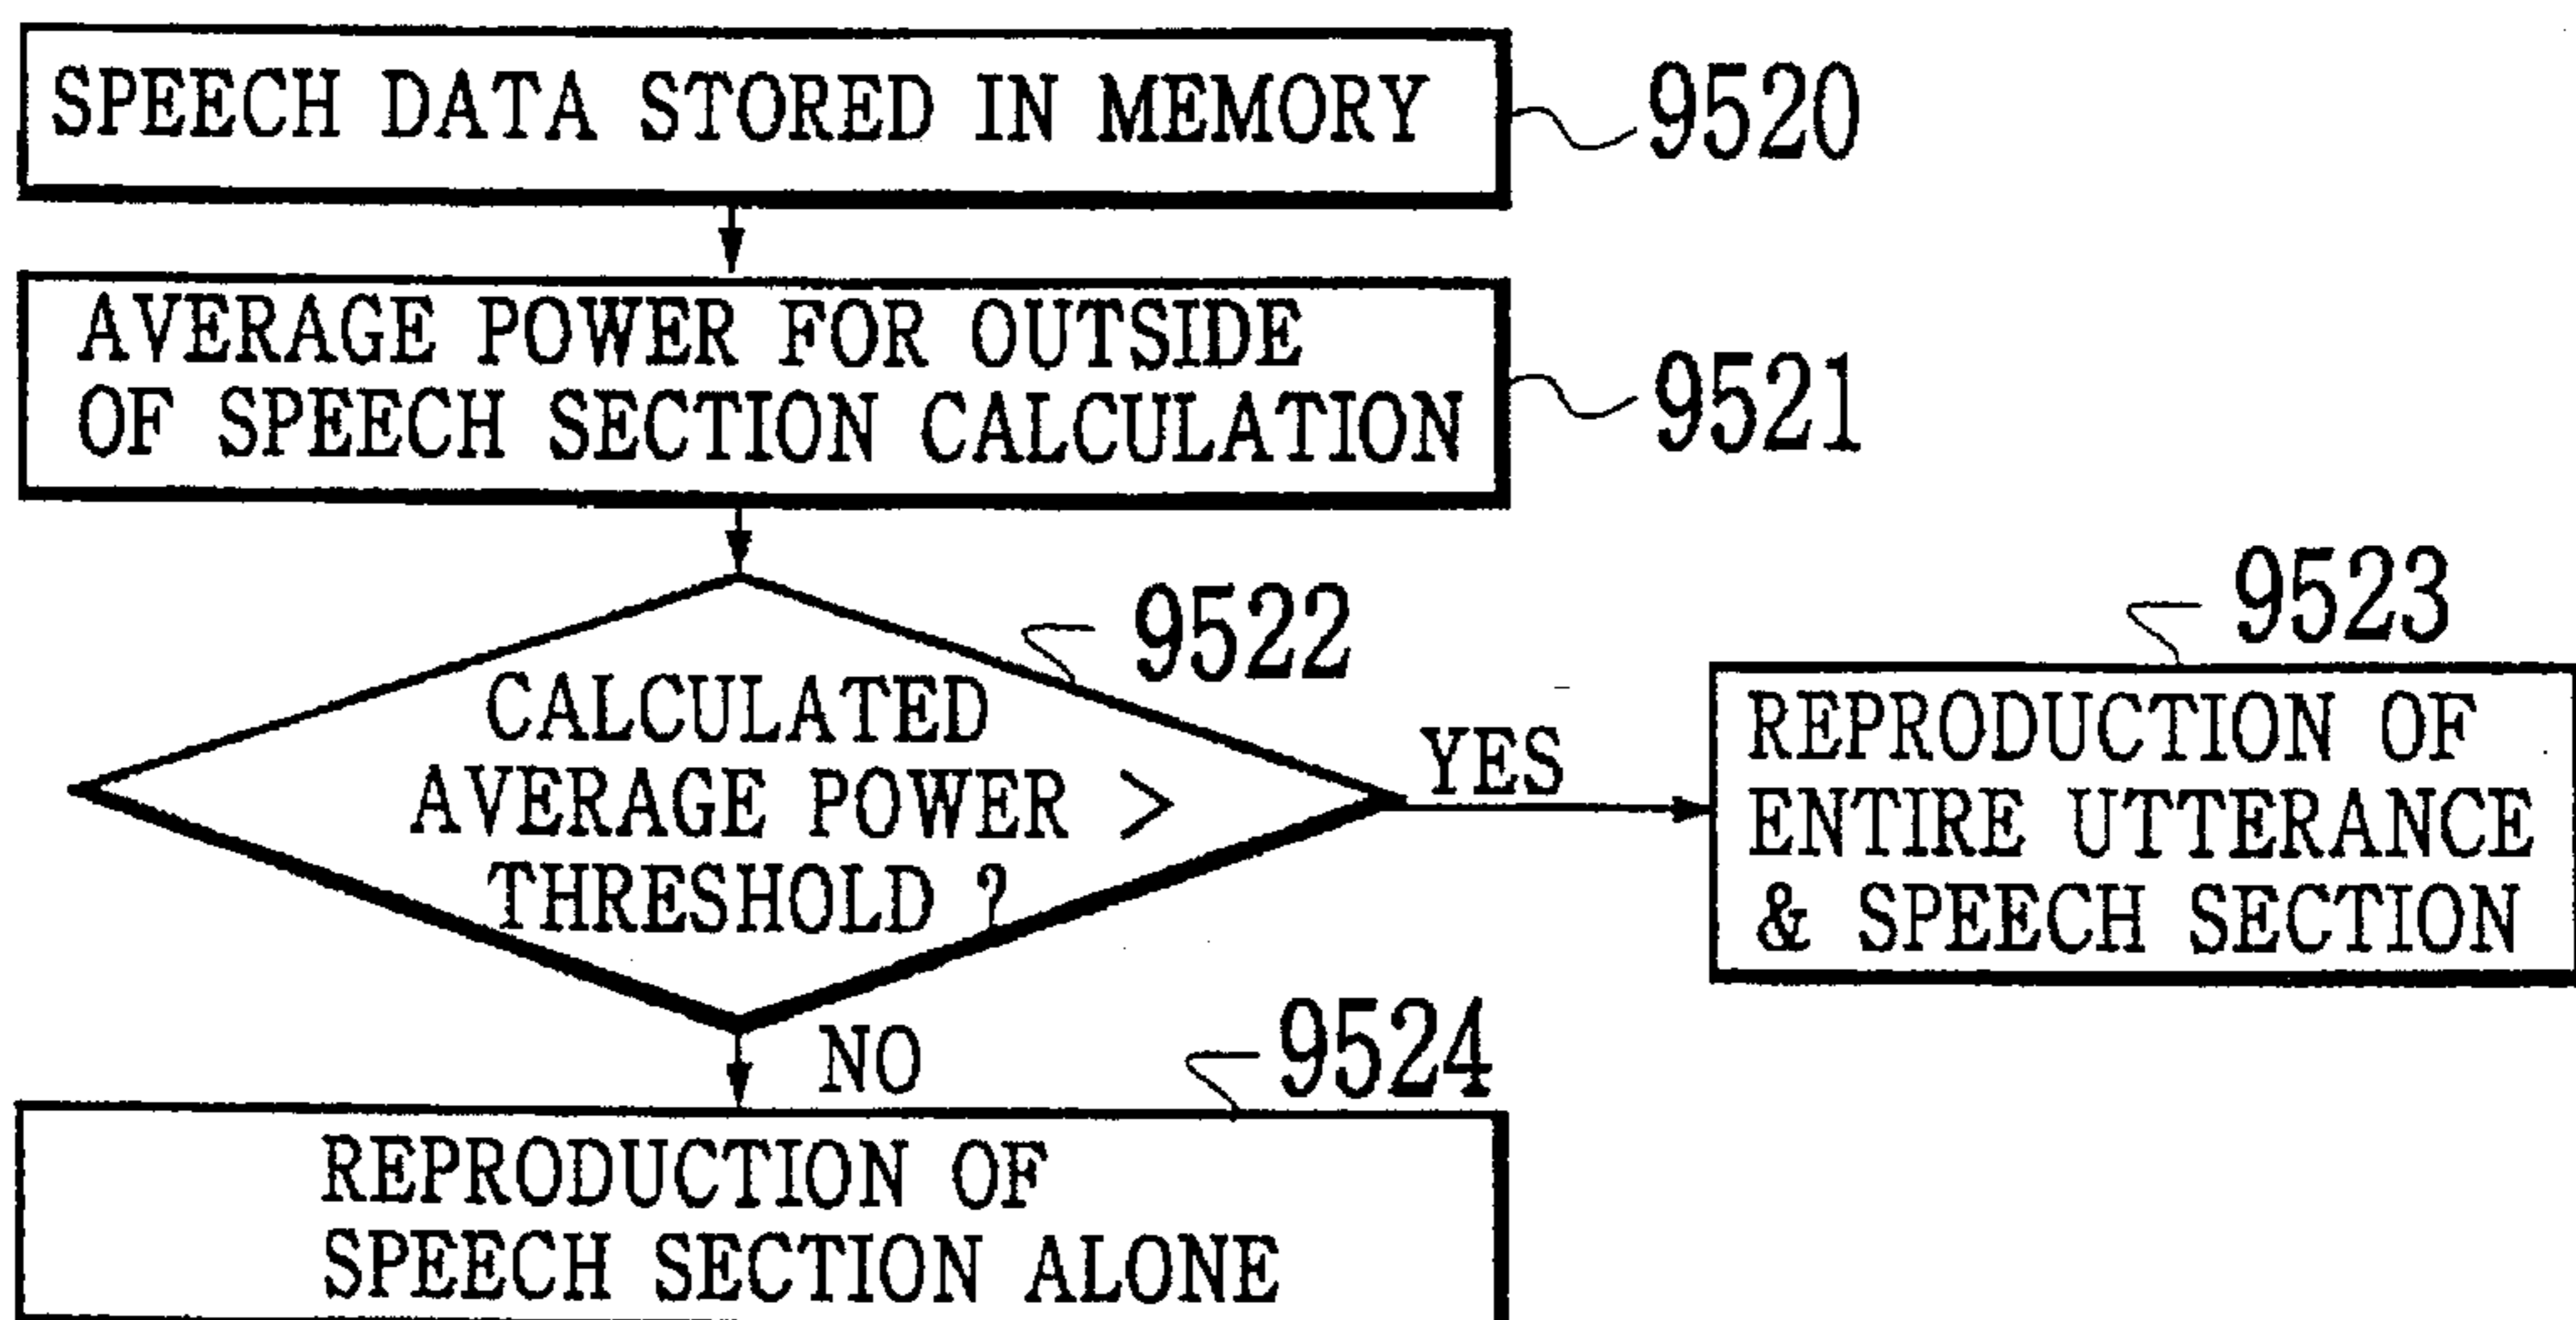 SPEECH DATA STORED IN MEMORY
9520
AVERAGE POWER FOR OUTSIDE
OF SPEECH SECTION CALCULATION
9521
9522
CALCULATED
AVERAGE POWER >
THRESHOLD ?
YES
9523
REPRODUCTION OF
ENTIRE UTTERANCE
& SPEECH SECTION
NO
9524
REPRODUCTION OF
SPEECH SECTION ALONE